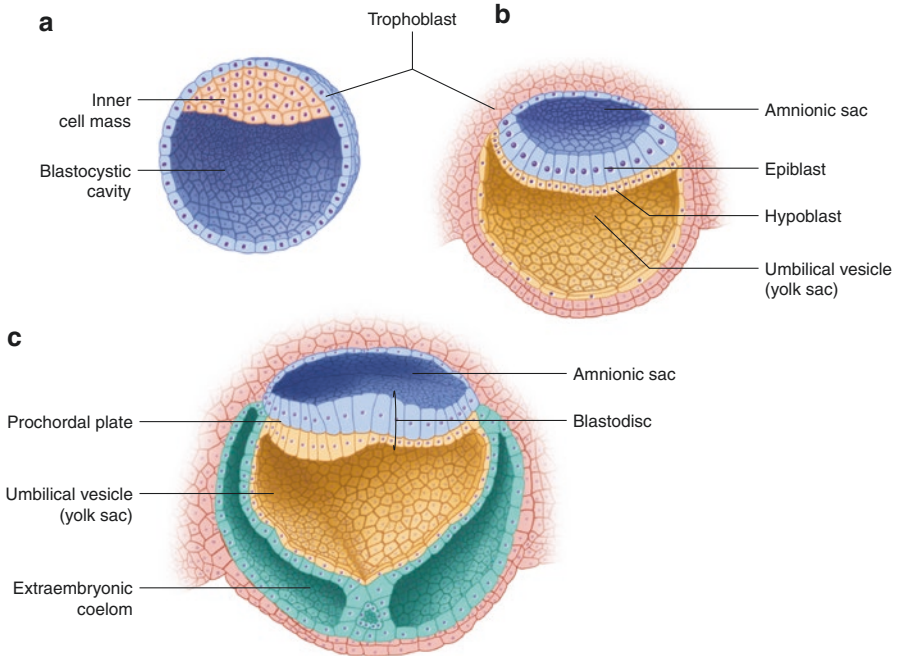 a
Trophoblast
Inner
cell mass
Blastocystic
cavity
b
Amnionic sac
Epiblast
Hypoblast
Umbilical vesicle
(yolk sac)
c
Prochordal plate
Umbilical vesicle
(yolk sac)
Extraembryonic
coelom
Amnionic sac
Blastodisc